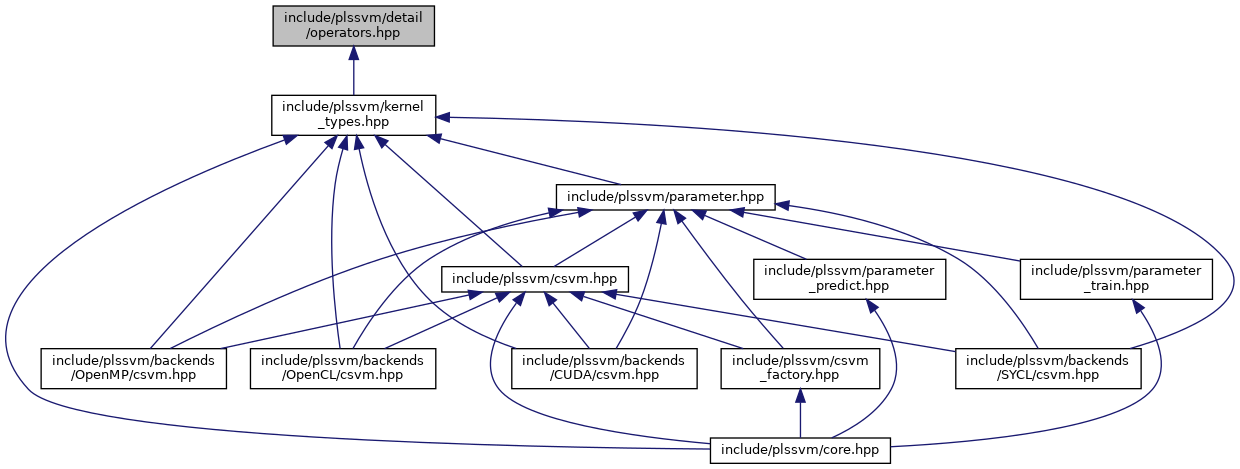 include/plssvm/detail
/operators.hpp
include/plssvm/kernel
_types.hpp
include/plssvm/parameter.hpp
include/plssvm/csvm.hpp
include/plssvm/parameter
_predict.hpp
include/plssvm/parameter
_train.hpp
include/plssvm/backends
/OpenMP/csvm.hpp
include/plssvm/backends
/OpenCL/csvm.hpp
include/plssvm/backends
/CUDA/csvm.hpp
include/plssvm/csvm
_factory.hpp
include/plssvm/backends
/SYCL/csvm.hpp
include/plssvm/core.hpp